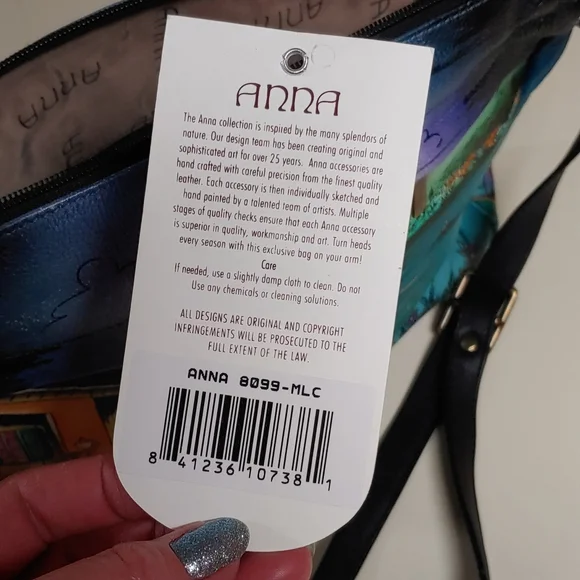 ANNA
The Anna collection is inspired by the many splendors of
nature. Our design team has been creating original and
sophisticated art for over 25 years. Anna accessories are
hand crafted with careful precision from the finest quality
leather. Each accessory is then individually sketched and
hand painted by a talented team of artists. Multiple
stages of quality checks ensure that each Anna accessory
is superior in quality, workmanship and art. Turn heads
every season with this exclusive bag on your arm!
Care
If needed, use a slightly damp cloth to clean. Do not
Use any chemicals or cleaning solutions.
ALL DESIGNS ARE ORIGINAL AND COPYRIGHT
INFRINGEMENTS WILL BE PROSECUTED TO THE
FULL EXTENT OF THE LAW.
ANNA 8099-MLC
8 41236 10738 1
ANNA
ANNA